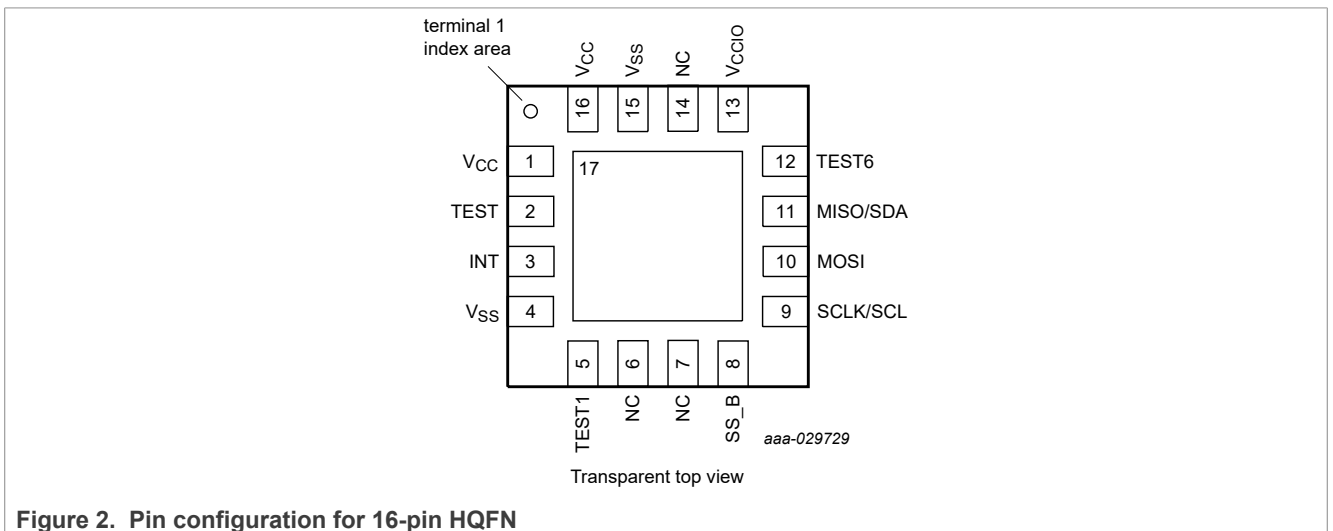 terminal 1
index area
VCC
VSS
NC
VCCIO
16
15
14
13
VCC 1
17
12 TEST6
TEST 2
11 MISO/SDA
INT 3
10 MOSI
VSS 4
9 SCLK/SCL
5
6
7
8
TEST1
NC
NC
SS_B
aaa-029729
Transparent top view
Figure 2. Pin configuration for 16-pin HQFN